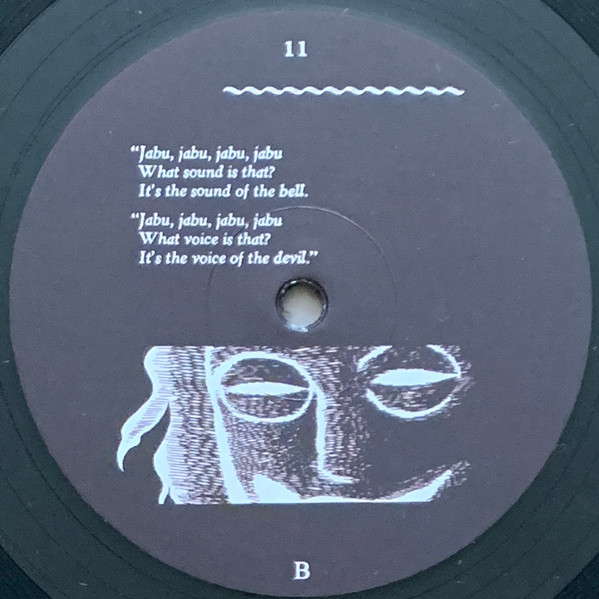 11
“Jabu, jabu, jabu, jabu
What sound is that?
It's the sound of the bell.
“Jabu, jabu, jabu, jabu
What voice is that?
It's the voice of the devil.”
B